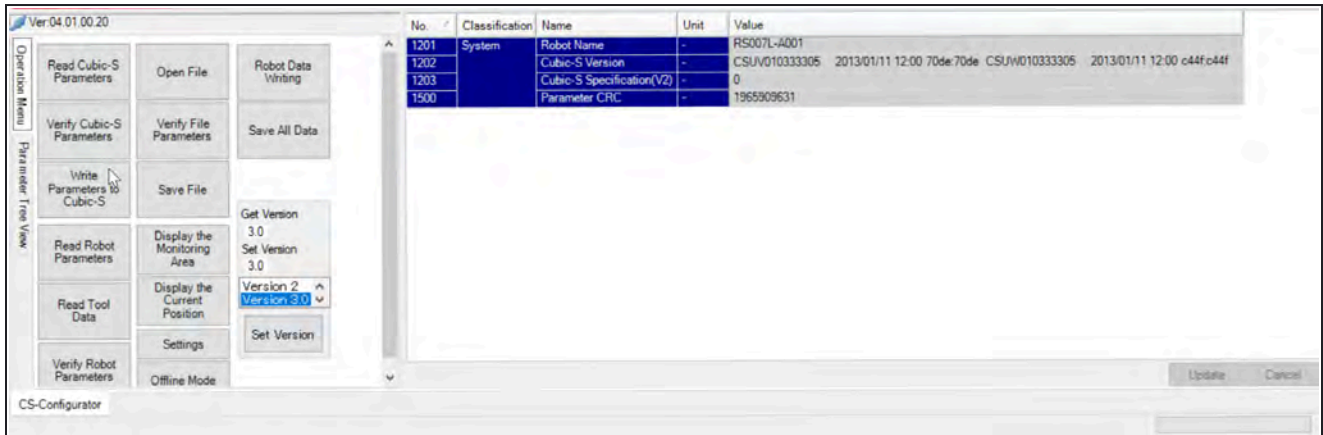 Ver:04.01.00.20
Operation Menu
Parameter Tree View
Read Cubic-S
Parameters
Open File
Robot Data
Writing
Verify Cubic-S
Parameters
Verify File
Parameters
Save All Data
Write
Parameters to
Cubic-S
Save File
Get Version
3.0
Set Version
3.0
Read Robot
Parameters
Display the
Monitoring
Area
Version 2
Version 3.0
Read Tool
Data
Display the
Current
Position
Set Version
Settings
Verify Robot
Parameters
Offline Mode
No. Classification Name Unit Value
1201 System Robot Name - RS007L-A001
1202 Cubic-S Version - CSUV010333305 2013/01/11 12:00 70de:70de CSUW010333305 2013/01/11 12:00 c44f:c44f
1203 Cubic-S Specification(V2) - 0
1500 Parameter CRC - 1965909631
Update Cancel
CS-Configurator